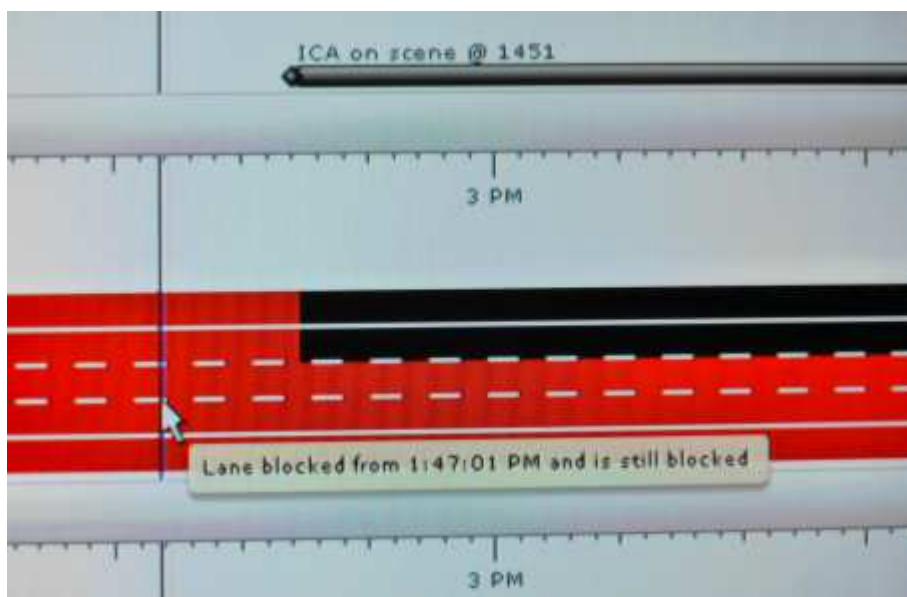 ICA on scene @ 1451
3 PM
Lane blocked from 1:47:01 PM and is still blocked
3 PM